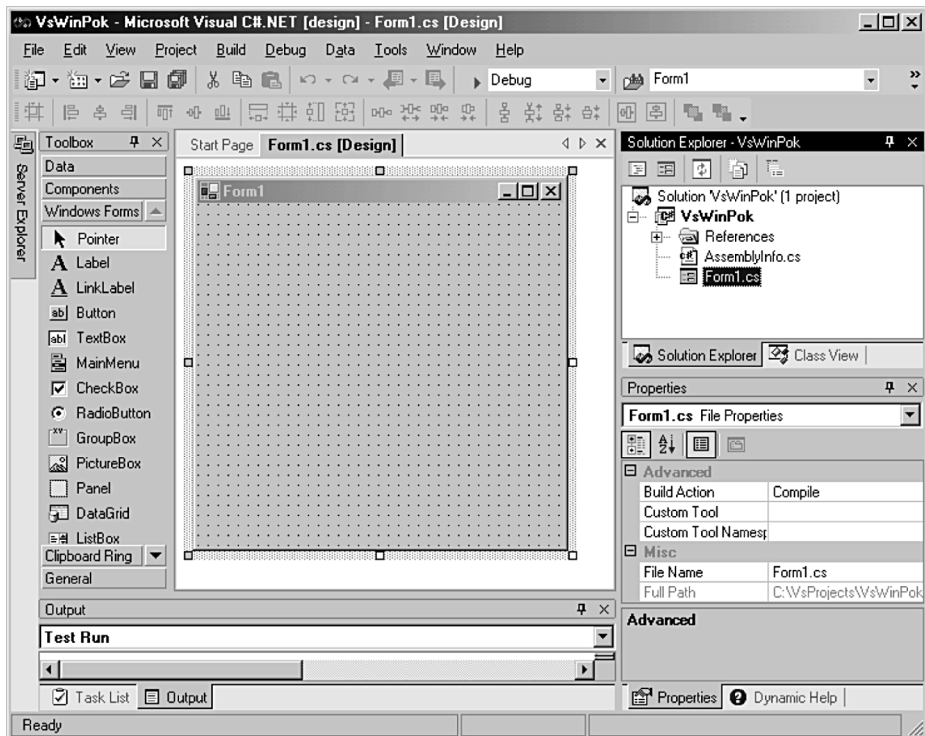 VsWinPok - Microsoft Visual C#.NET [design] - Form1.cs [Design]
File Edit View Project Build Debug Data Tools Window Help
Debug Form1
Server Explorer
Toolbox
Data
Components
Windows Forms
Pointer
A Label
A LinkLabel
ab Button
abl TextBox
MainMenu
CheckBox
RadioButton
XY GroupBox
PictureBox
Panel
DataGrid
ListBox
Clipboard Ring
General
Start Page Form1.cs [Design]
Form1
Solution Explorer - VsWinPok
Solution 'VsWinPok' (1 project)
VsWinPok
References
AssemblyInfo.cs
Form1.cs
Solution Explorer Class View
Properties
Form1.cs File Properties
Advanced
Build Action Compile
Custom Tool
Custom Tool Namesp
Misc
File Name Form1.cs
Full Path C:\VsProjects\VsWinPok
Advanced
Properties Dynamic Help
Output
Test Run
Task List Output
Ready